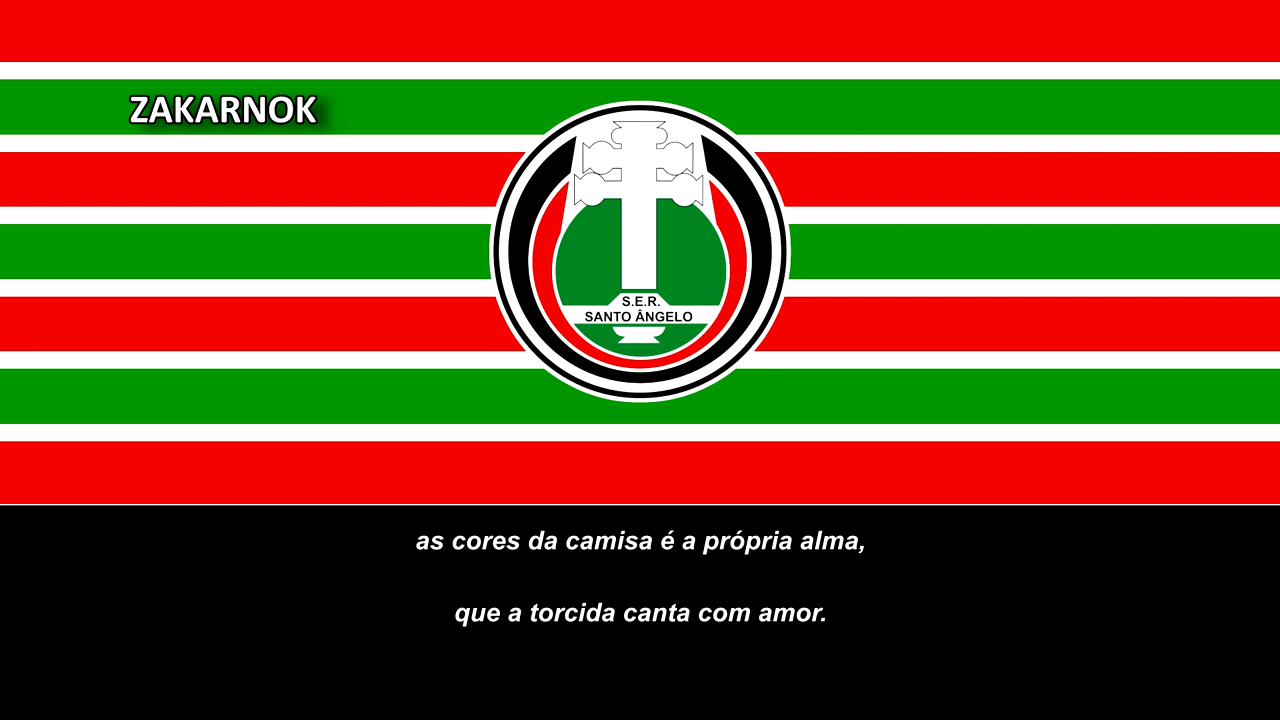 ZAKARNOK
S.E.R.
SANTO ÂNGELO
as cores da camisa é a própria alma,
que a torcida canta com amor.